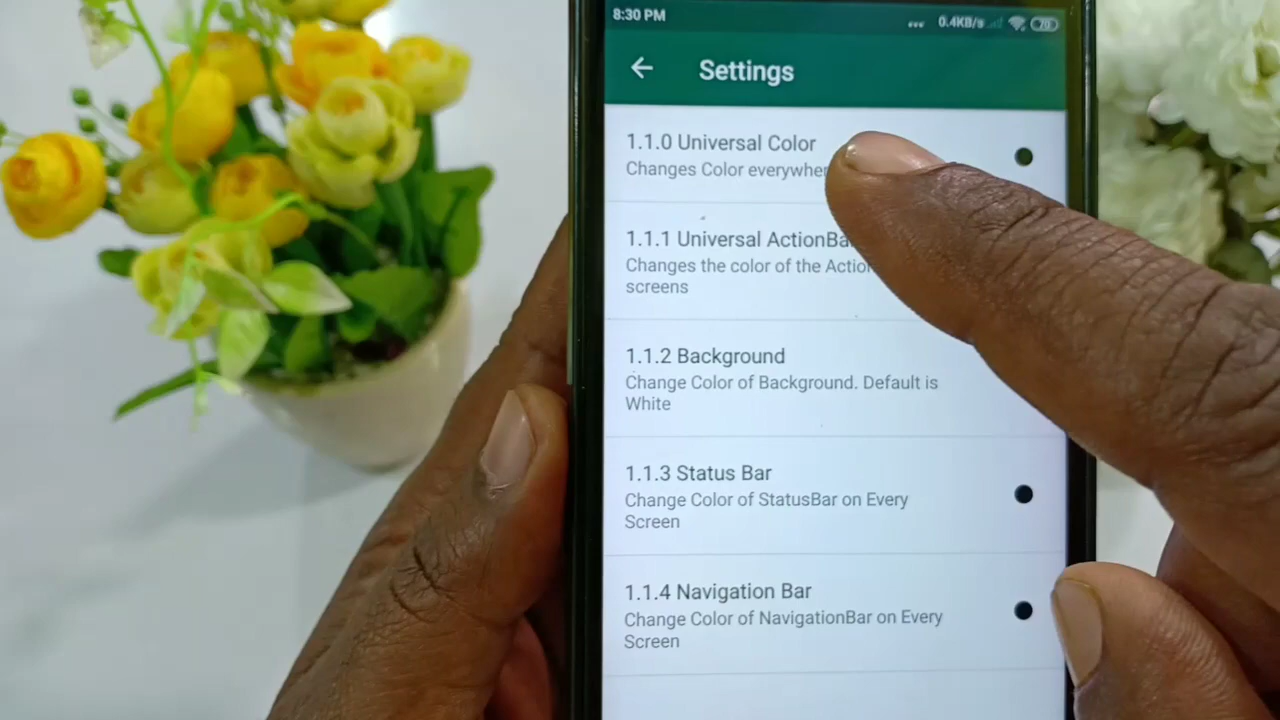 8:30 PM
0.4KB/s
70
Settings
1.1.0 Universal Color
Changes Color everywher
1.1.1 Universal ActionBa
Changes the color of the Action
screens
1.1.2 Background
Change Color of Background. Default is
White
1.1.3 Status Bar
Change Color of StatusBar on Every
Screen
1.1.4 Navigation Bar
Change Color of NavigationBar on Every
Screen